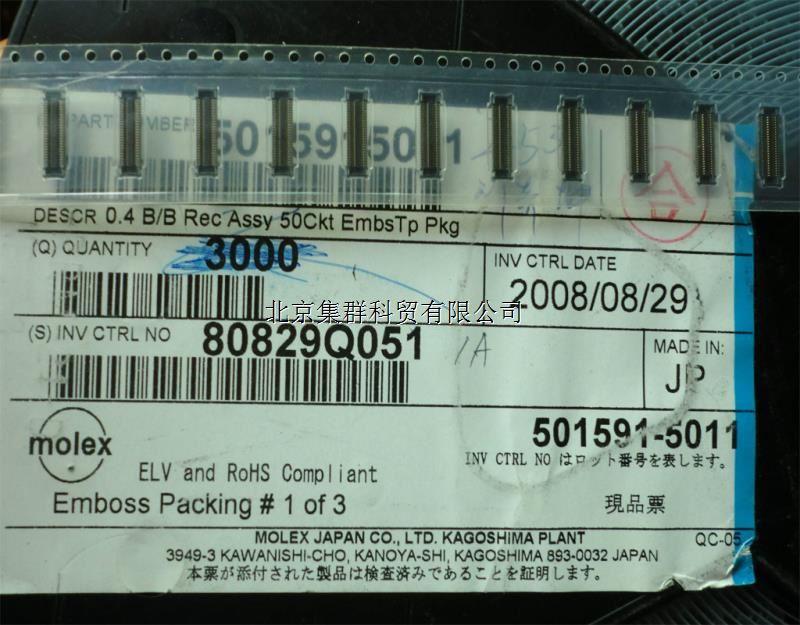 PART NUMBER 5015915011
合
DESCR 0.4 B/B Rec Assy 50Ckt EmbsTp Pkg
(Q) QUANTITY 3000
INV CTRL DATE
2008/08/29
北京集群科贸有限公司
(S) INV CTRL NO 80829Q051
1A
MADE IN:
JP
molex
501591-5011
INV CTRL NO はロット番号を表します。
ELV and RoHS Compliant
Emboss Packing # 1 of 3
現品票
MOLEX JAPAN CO., LTD. KAGOSHIMA PLANT
QC-05
3949-3 KAWANISHI-CHO, KANOYA-SHI, KAGOSHIMA 893-0032 JAPAN
本票が添付された製品は検査済みであることを証明します。